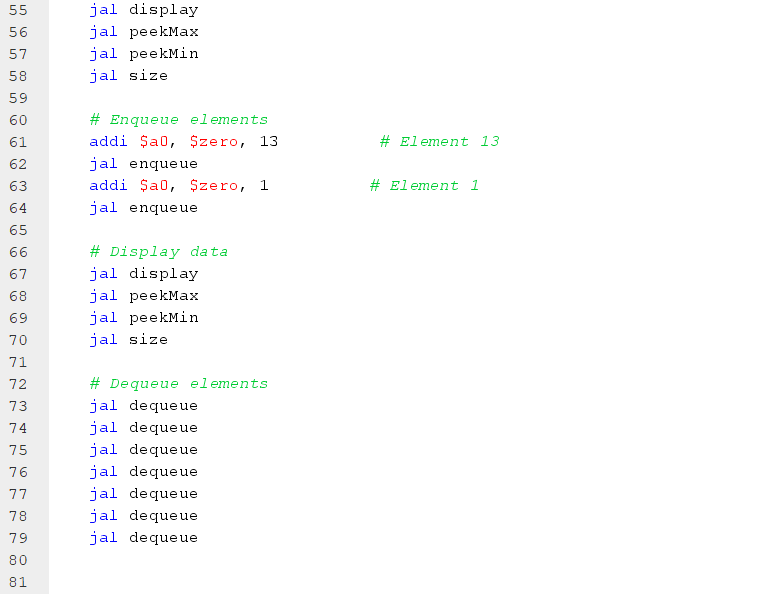 55 jal display
56 jal peekMax
57 jal peekMin
58 jal size
59
60 # Enqueue elements
61 addi $a0, $zero, 13 # Element 13
62 jal enqueue
63 addi $a0, $zero, 1 # Element 1
64 jal enqueue
65
66 # Display data
67 jal display
68 jal peekMax
69 jal peekMin
70 jal size
71
72 # Dequeue elements
73 jal dequeue
74 jal dequeue
75 jal dequeue
76 jal dequeue
77 jal dequeue
78 jal dequeue
79 jal dequeue
80
81